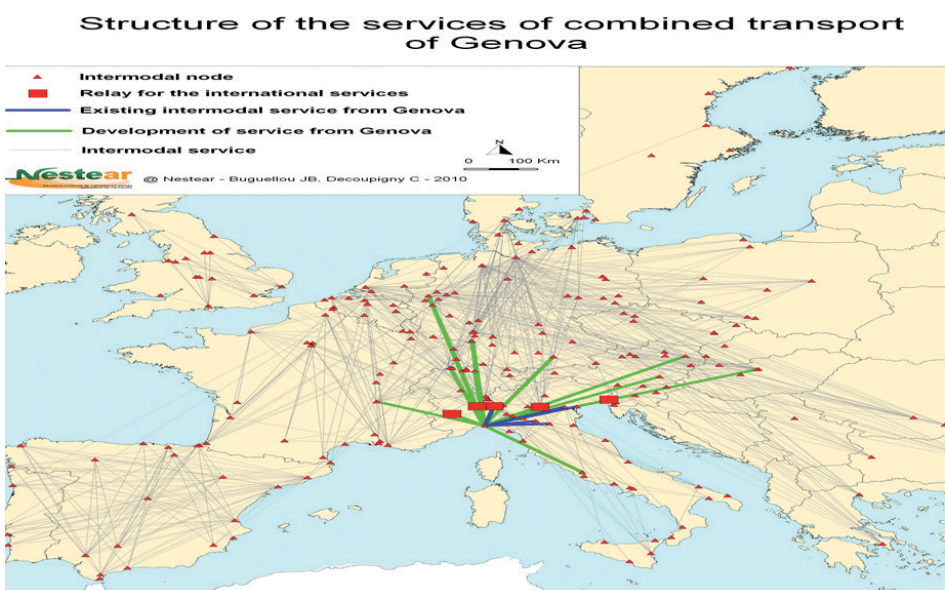 Structure of the services of combined transport
of Genova
Intermodal node
Relay for the international services
Existing intermodal service from Genova
Development of service from Genova
Intermodal service
N
0 100 Km
Nestear
@ Nestear - Buguellou JB, Decoupigny C - 2010